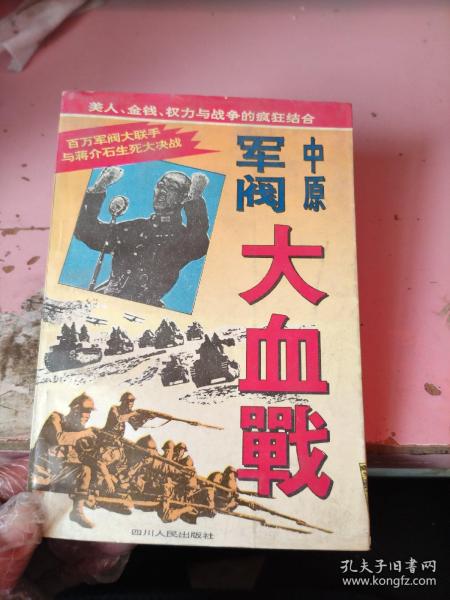 美人、金钱、权力与战争的疯狂结合
百万军阀大联手
与蒋介石生死大决战
中原
军阀
大血戰
四川人民出版社
孔夫子旧书网
www.kongfz.com